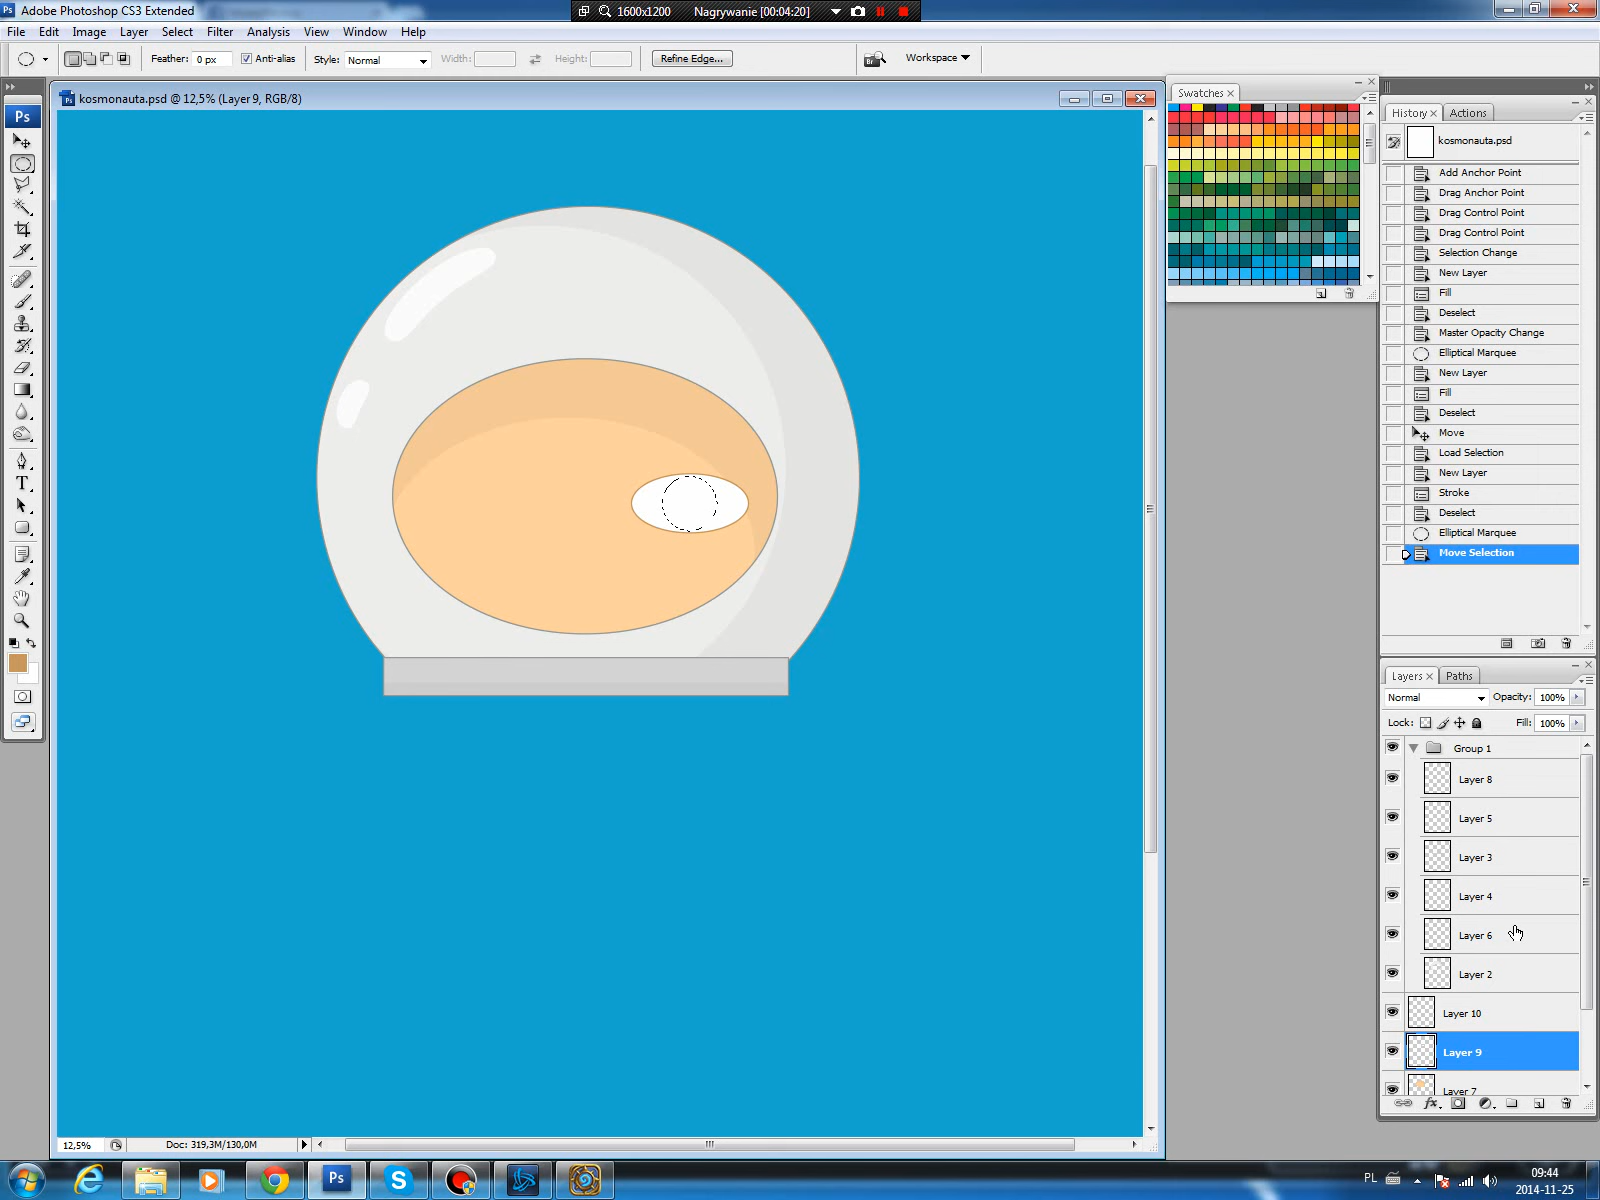 Adobe Photoshop CS3 Extended
1600x1200
Nagrywanie [00:04:20]
File Edit Image Layer Select Filter Analysis View Window Help
Feather: 0 px
Anti-alias
Style: Normal
Width:
Height:
Refine Edge...
Workspace
kosmonauta.psd @ 12,5% (Layer 9, RGB/8)
Swatches
History
Actions
kosmonauta.psd
Add Anchor Point
Drag Anchor Point
Drag Control Point
Drag Control Point
Selection Change
New Layer
Fill
Deselect
Master Opacity Change
Elliptical Marquee
New Layer
Fill
Deselect
Move
Load Selection
New Layer
Stroke
Deselect
Elliptical Marquee
Move Selection
Layers
Paths
Normal
Opacity: 100%
Lock:
Fill: 100%
Group 1
Layer 8
Layer 5
Layer 3
Layer 4
Layer 6
Layer 2
Layer 10
Layer 9
Layer 7
12,5%
Doc: 319,3M/130,0M
PL
09:44
2014-11-25